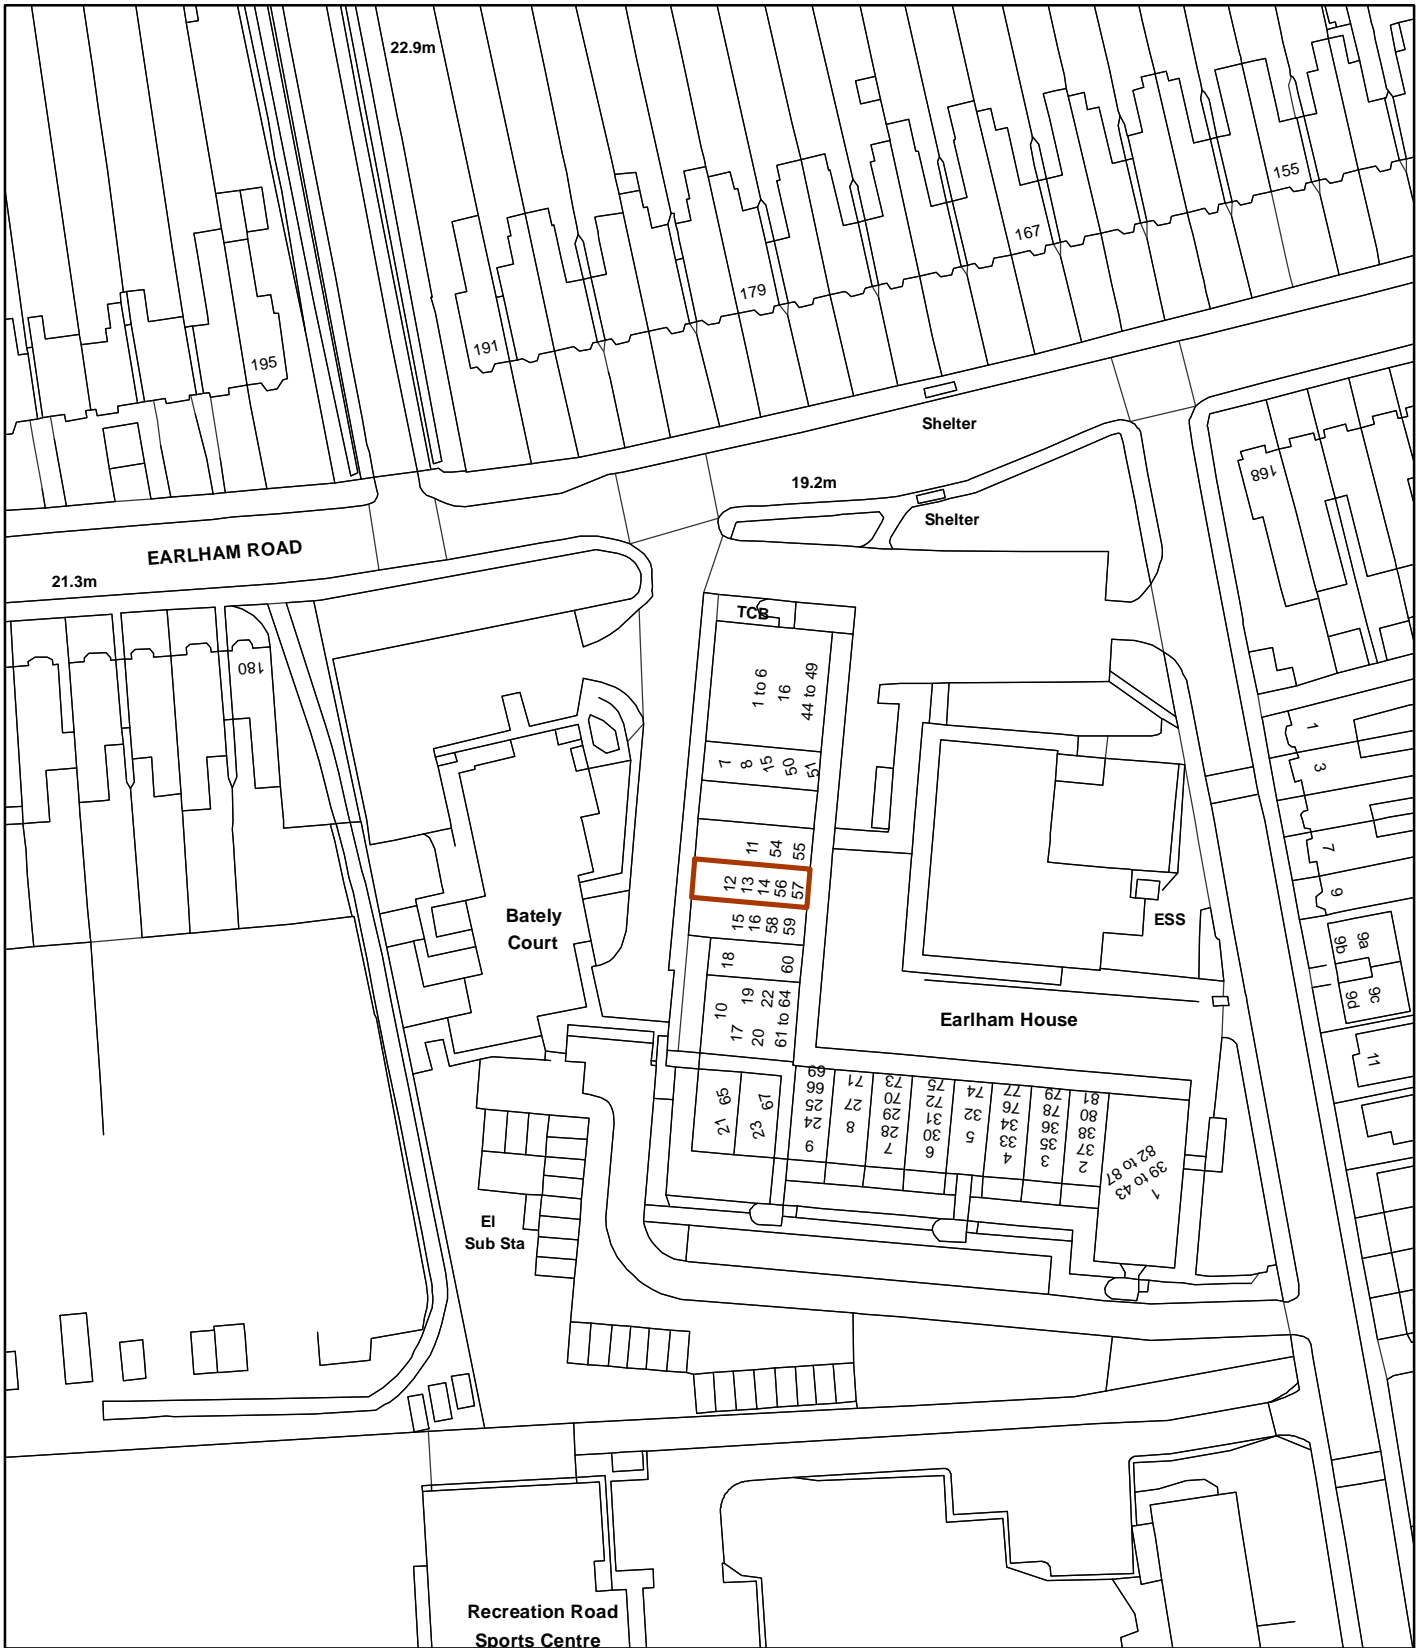 22.9m
155
167
179
191
195
Shelter
168
19.2m
Shelter
EARLHAM ROAD
21.3m
TCB
180
1 to 6
16
44 to 49
1
3
7
9
9a
9b
9c
9d
11
7
8
15
50
51
11
54
55
12
13
14
56
57
15
16
58
59
18
60
10
17
19
20
22
61 to 64
Bately
Court
ESS
Earlham House
21 65
23 67
9 24 25 66 69
8 27 71
7 28 29 70 73
6 30 31 72 75
5 32 74
4 33 34 76 77
3 35 36 78 79
2 37 38 80 81
1
39 to 43
82 to 87
El
Sub Sta
Recreation Road
Sports Centre